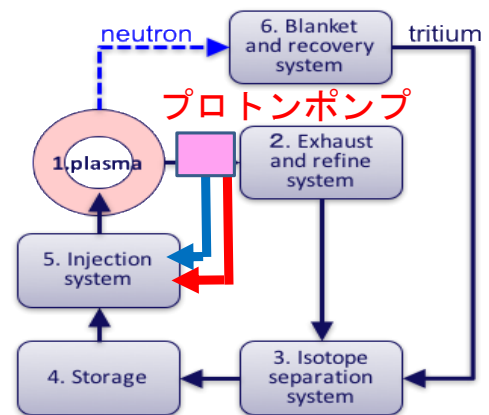 neutron
6. Blanket
and recovery
system
tritium
プロトンポンプ
1.plasma
2. Exhaust
and refine
system
5. Injection
system
4. Storage
3. Isotope
separation
system